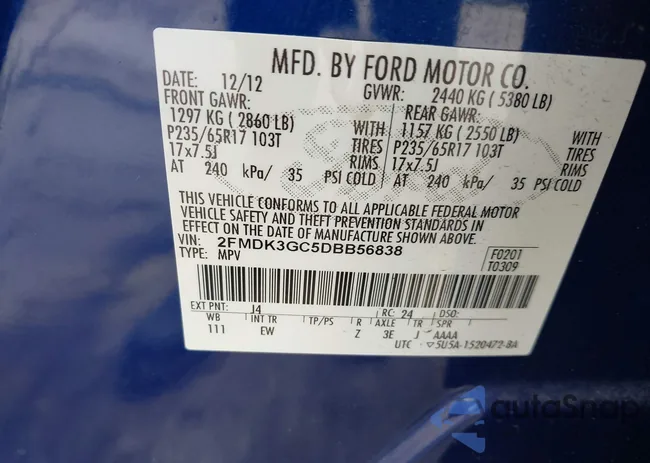 MFD. BY FORD MOTOR CO.
DATE: 12/12 GVWR: 2440 KG ( 5380 LB)
FRONT GAWR: REAR GAWR:
1297 KG ( 2860 LB) WITH 1157 KG ( 2550 LB) WITH
P235/65R17 103T TIRES P235/65R17 103T TIRES
17x7.5J RIMS 17x7.5J RIMS
AT 240 kPa/ 35 PSI COLD AT 240 kPa/ 35 PSI COLD
THIS VEHICLE CONFORMS TO ALL APPLICABLE FEDERAL MOTOR
VEHICLE SAFETY AND THEFT PREVENTION STANDARDS IN
EFFECT ON THE DATE OF MANUFACTURE SHOWN ABOVE.
VIN: 2FMDK3GC5DBB56838 F0201
TYPE: MPV T0309
EXT PNT: J4 RC: 24 DSO:
WB INT TR TP/PS R AXLE TR SPR
111 EW Z 3E J AAAA
UTC 5U5A-1520472-BA
autoSnap